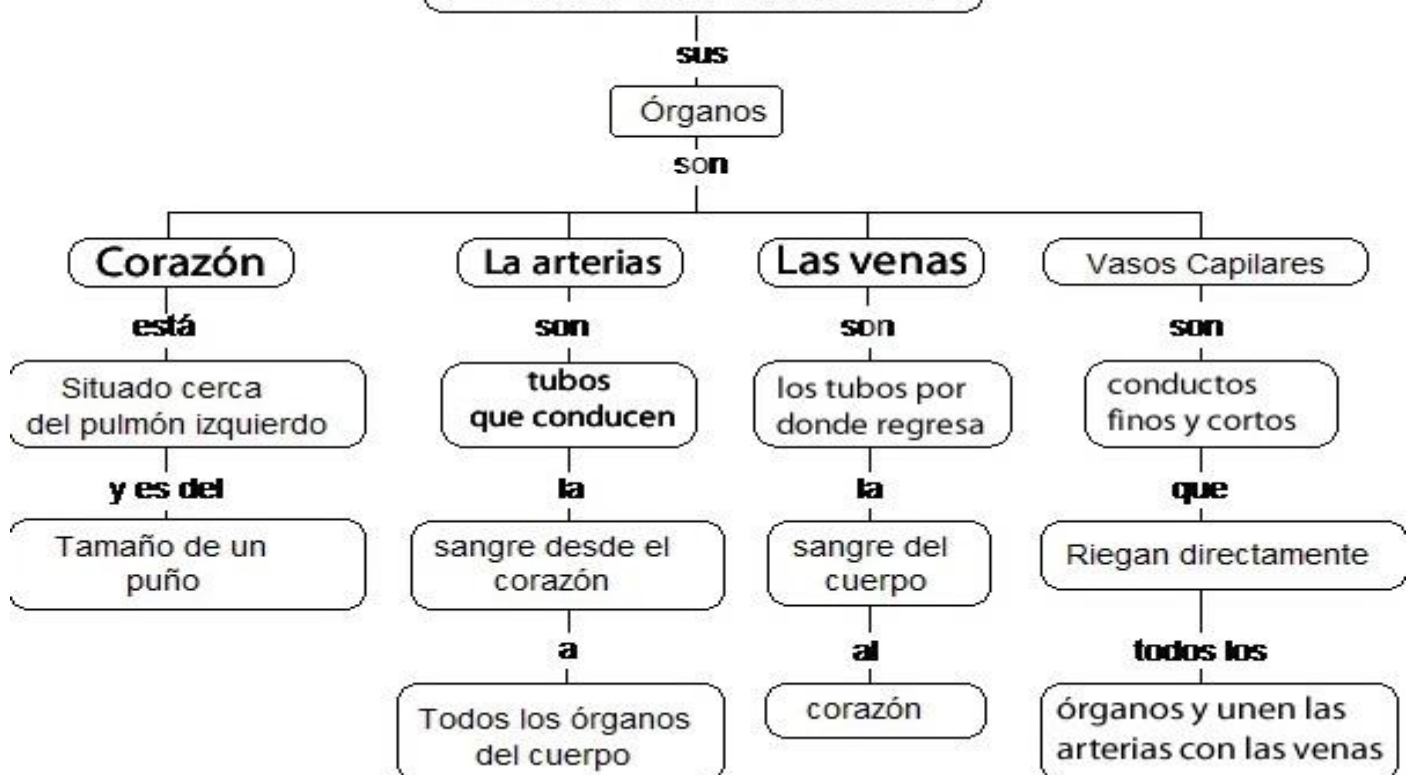 sus
Órganos
son
Corazón
está
Situado cerca
del pulmón izquierdo
y es del
Tamaño de un
puño
La arterias
son
tubos
que conducen
la
sangre desde el
corazón
a
Todos los órganos
del cuerpo
Las venas
son
los tubos por
donde regresa
la
sangre del
cuerpo
al
corazón
Vasos Capilares
son
conductos
finos y cortos
que
Riegan directamente
todos los
órganos y unen las
arterias con las venas